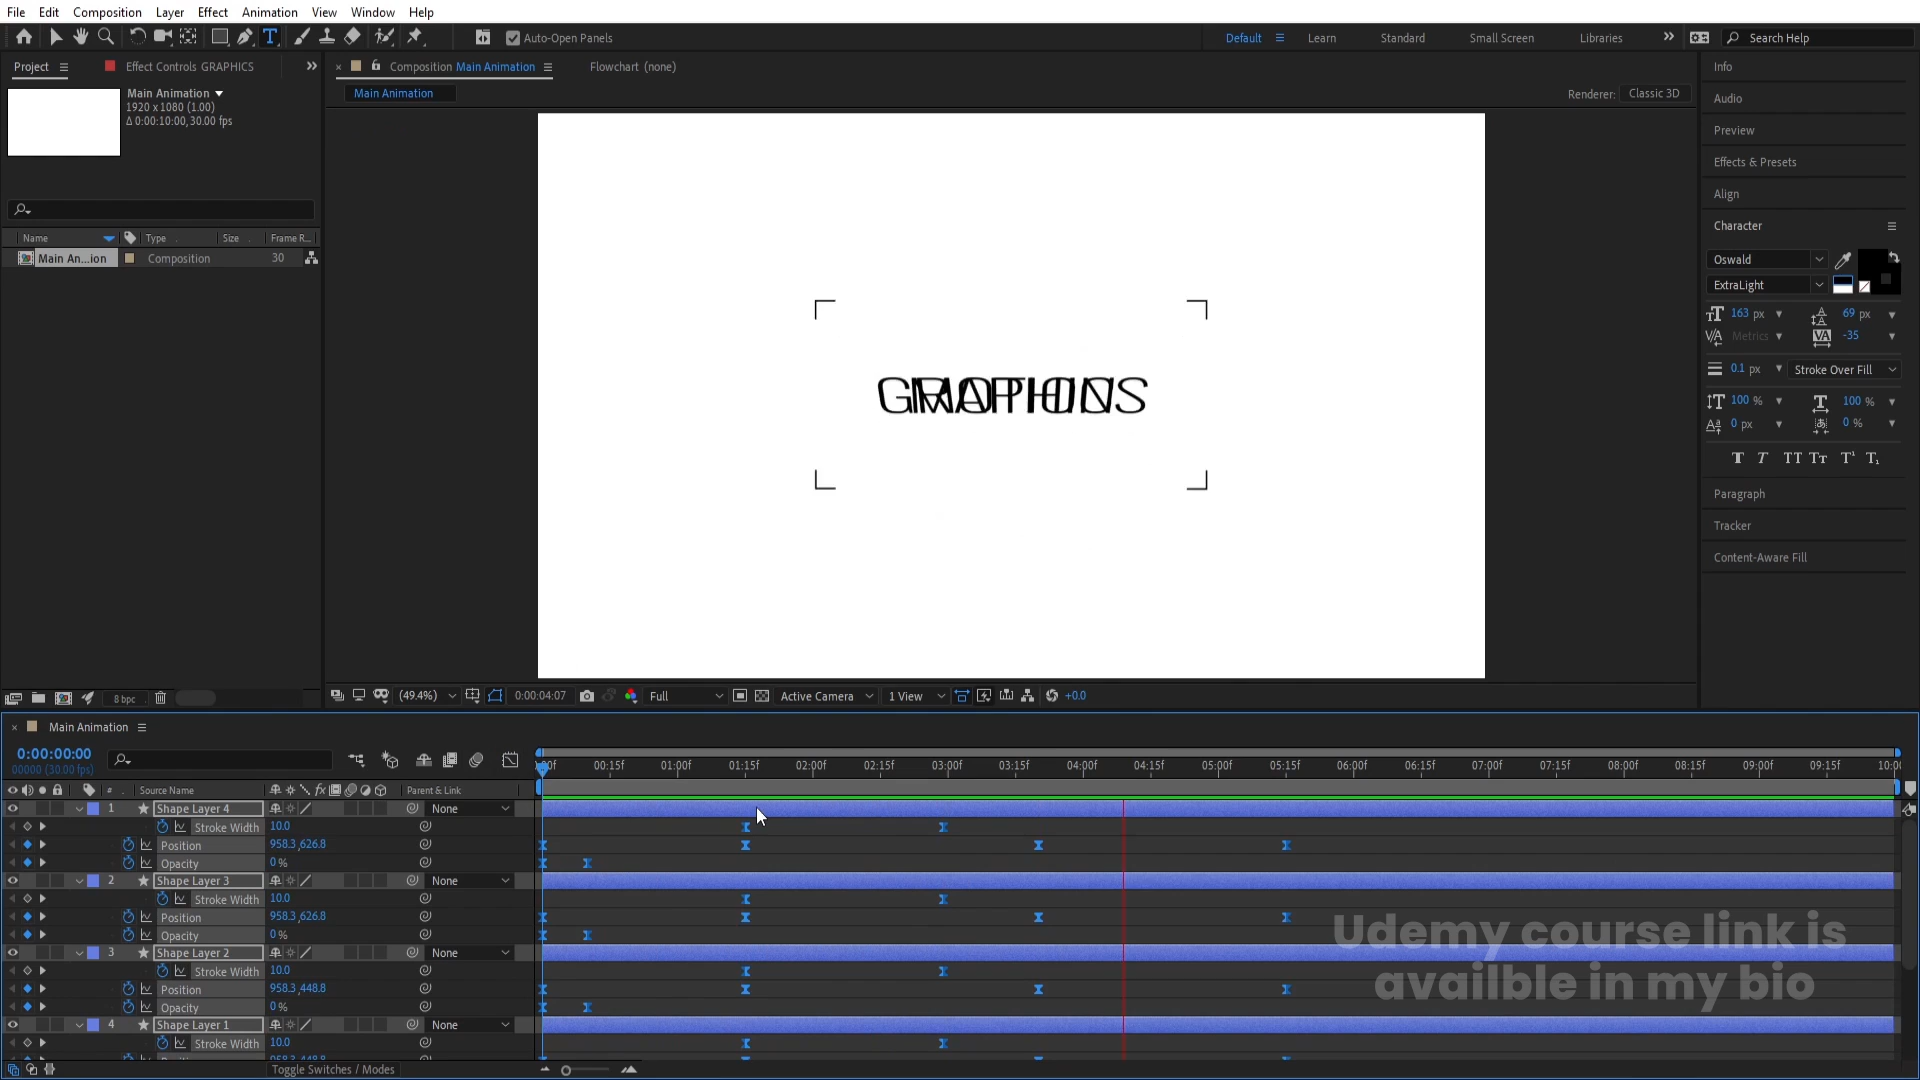 File Edit Composition Layer Effect Animation View Window Help
Auto-Open Panels
Default Learn Standard Small Screen Libraries Search Help
Project Effect Controls GRAPHICS
Composition Main Animation Flowchart (none)
Main Animation
1920 x 1080 (1.00)
Δ 0:00:10:00, 30.00 fps
Main Animation
Renderer: Classic 3D
Name Type Size Frame R...
Main An...ion Composition 30
Info
Audio
Preview
Effects & Presets
Align
Character
Oswald
ExtraLight
163 px 69 px
Metrics -35
0.1 px Stroke Over Fill
100 % 100 %
0 px 0 %
Paragraph
Tracker
Content-Aware Fill
GRAPHICS
8 bpc
(49.4%) 0:00:04:07 Full Active Camera 1 View +0.0
Main Animation
0:00:00:00
00000 (30.00 fps)
00:15f 01:00f 01:15f 02:00f 02:15f 03:00f 03:15f 04:00f 04:15f 05:00f 05:15f 06:00f 06:15f 07:00f 07:15f 08:00f 08:15f 09:00f 09:15f 10:0
# Source Name Parent & Link
1 Shape Layer 4 None
Stroke Width 10.0
Position 958.3,626.8
Opacity 0 %
2 Shape Layer 3 None
Stroke Width 10.0
Position 958.3,626.8
Opacity 0 %
3 Shape Layer 2 None
Stroke Width 10.0
Position 958.3,448.8
Opacity 0 %
4 Shape Layer 1 None
Stroke Width 10.0
Toggle Switches / Modes
Udemy course link is
availble in my bio